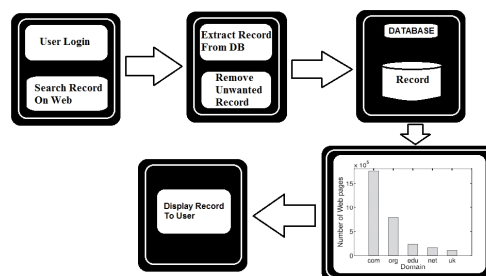 User Login
Search Record
On Web
Extract Record
From DB
Remove
Unwanted
Record
DATABASE
Record
Display Record
To User
× 10
Number of Web pages
15
10
5
0
com org edu net uk
Domain